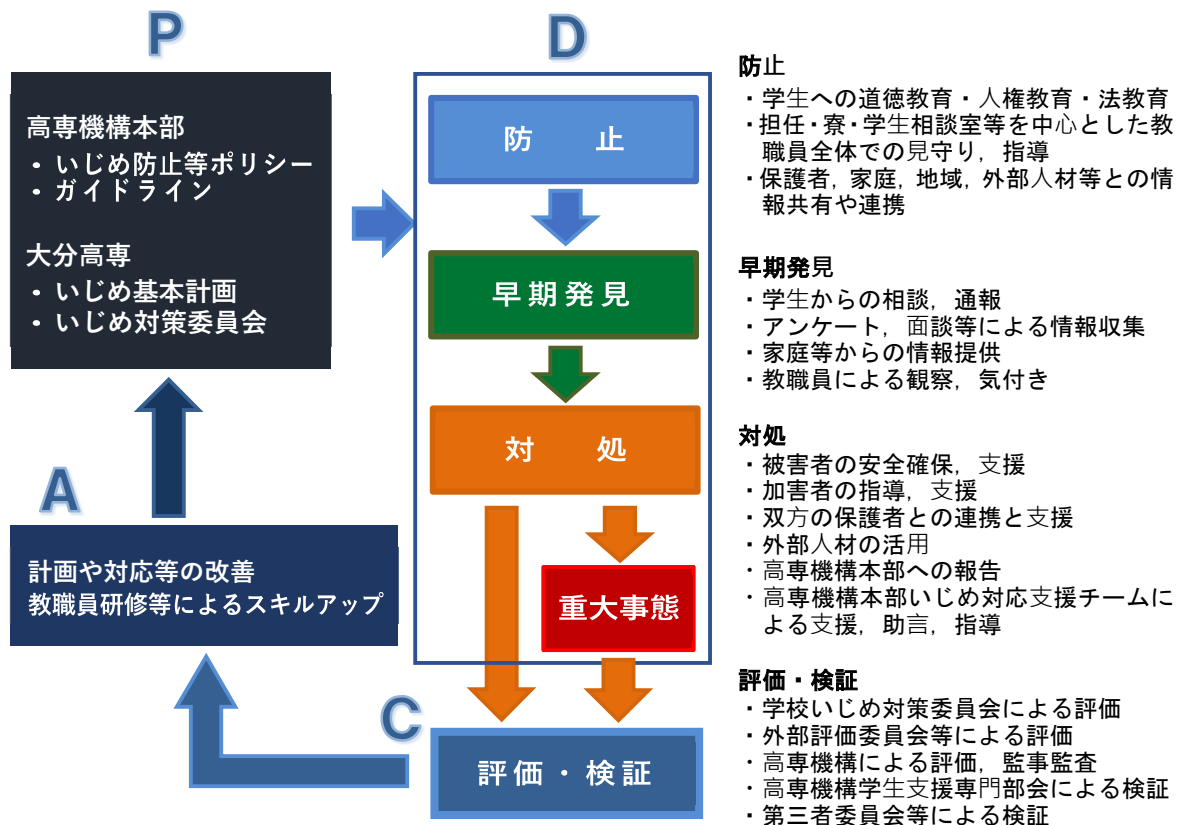 P
高専機構本部
・いじめ防止等ポリシー
・ガイドライン
大分高専
・いじめ基本計画
・いじめ対策委員会
A
計画や対応等の改善
教職員研修等によるスキルアップ
D
防　止
早期発見
対　処
重大事態
C
評価・検証
防止
・学生への道徳教育・人権教育・法教育
・担任・寮・学生相談室等を中心とした教
職員全体での見守り，指導
・保護者，家庭，地域，外部人材等との情
報共有や連携
早期発見
・学生からの相談，通報
・アンケート，面談等による情報収集
・家庭等からの情報提供
・教職員による観察，気付き
対処
・被害者の安全確保，支援
・加害者の指導，支援
・双方の保護者との連携と支援
・外部人材の活用
・高専機構本部への報告
・高専機構本部いじめ対応支援チームに
よる支援，助言，指導
評価・検証
・学校いじめ対策委員会による評価
・外部評価委員会等による評価
・高専機構による評価，監事監査
・高専機構学生支援専門部会による検証
・第三者委員会等による検証